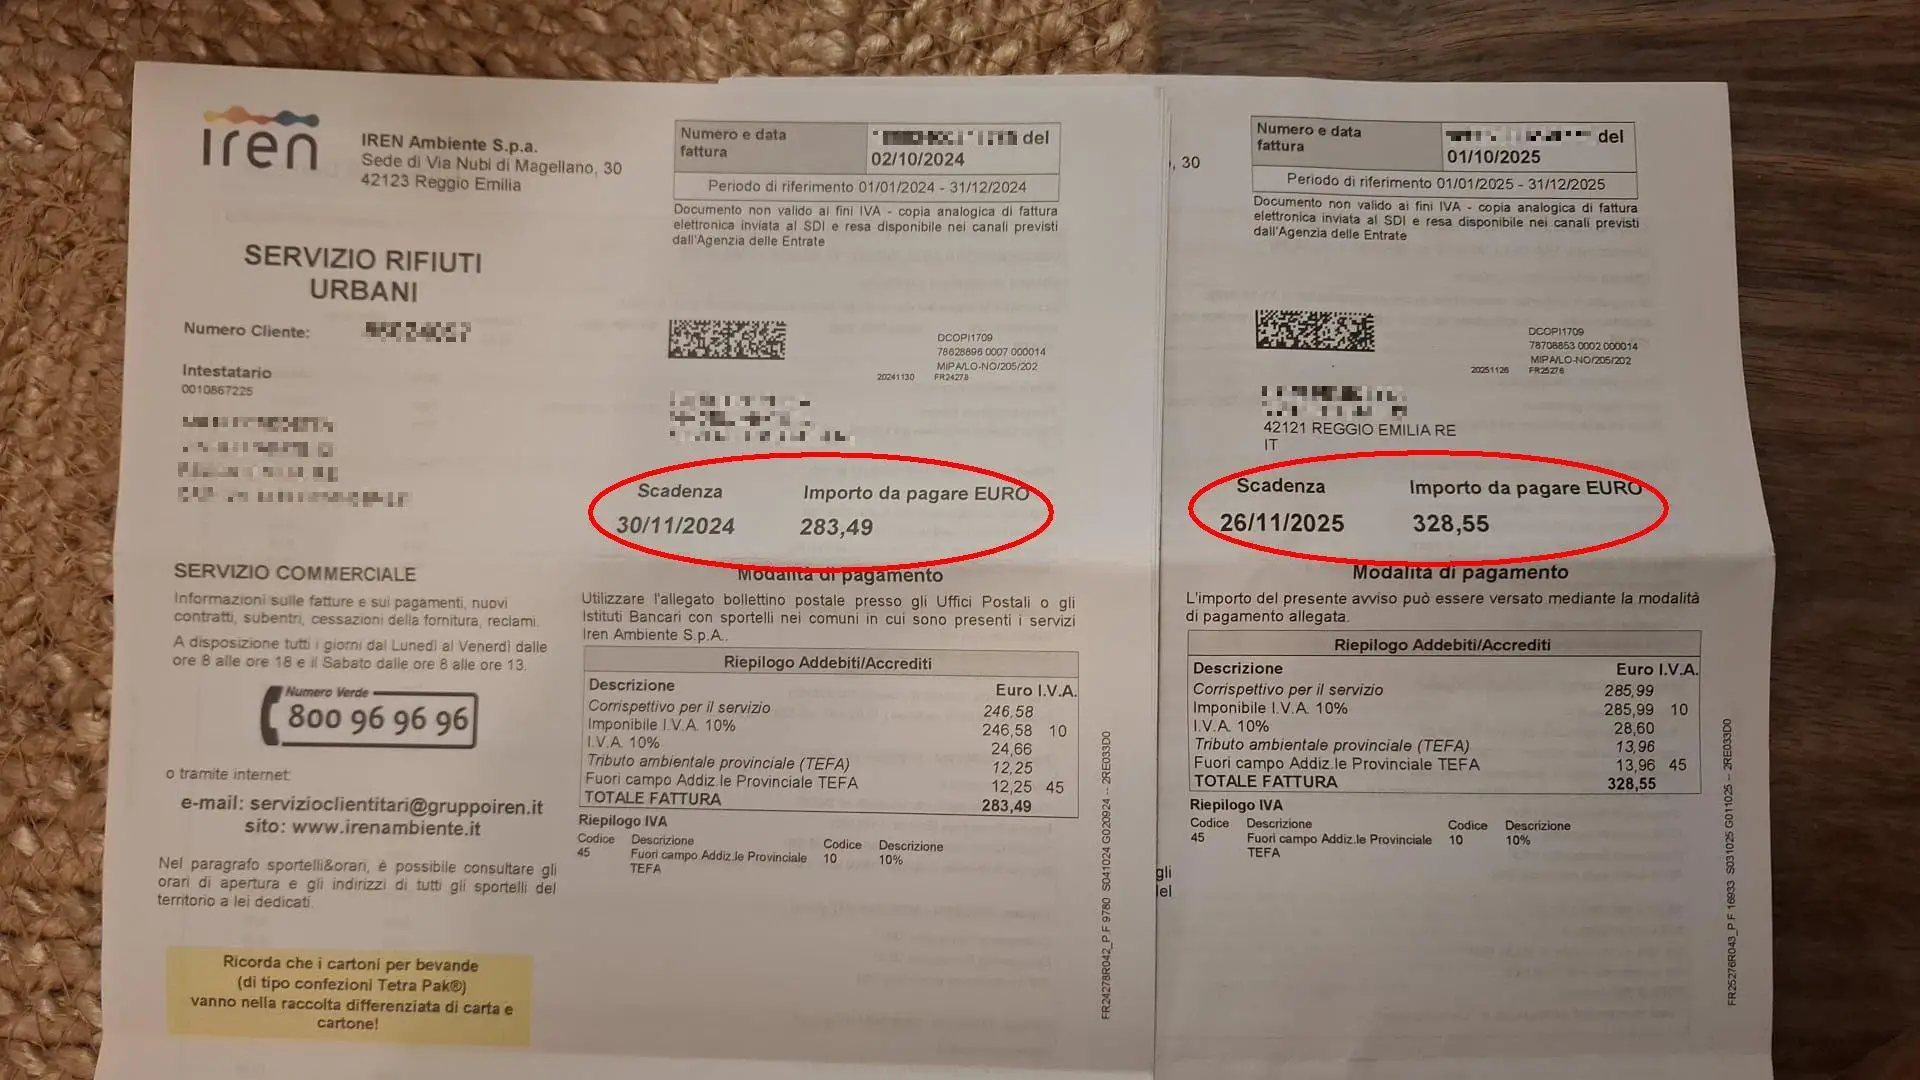 iren
IREN Ambiente S.p.a.
Sede di Via Nubi di Magellano, 30
42123 Reggio Emilia
SERVIZIO RIFIUTI
URBANI
Numero Cliente:
Intestatario
0010867225
SERVIZIO COMMERCIALE
Informazioni sulle fatture e sui pagamenti, nuovi
contratti, subentri, cessazioni della fornitura, reclami.
A disposizione tutti i giorni dal Lunedì al Venerdì dalle
ore 8 alle ore 18 e il Sabato dalle ore 8 alle ore 13.
Numero Verde
800 96 96 96
o tramite internet:
e-mail: servizioclientitari@gruppoiren.it
sito: www.irenambiente.it
Nel paragrafo sportelli&orari, è possibile consultare gli
orari di apertura e gli indirizzi di tutti gli sportelli del
territorio a lei dedicati.
Ricorda che i cartoni per bevande
(di tipo confezioni Tetra Pak®)
vanno nella raccolta differenziata di carta e
cartone!
Numero e data
fattura
del
02/10/2024
Periodo di riferimento 01/01/2024 - 31/12/2024
Documento non valido ai fini IVA - copia analogica di fattura
elettronica inviata al SDI e resa disponibile nei canali previsti
dall'Agenzia delle Entrate
DCOPI1709
78628896 0007 000014
MIPA/LO-NO/205/202
20241130 FR24278
Scadenza Importo da pagare EURO
30/11/2024 283,49
Modalità di pagamento
Utilizzare l'allegato bollettino postale presso gli Uffici Postali o gli
Istituti Bancari con sportelli nei comuni in cui sono presenti i servizi
Iren Ambiente S.p.A..
Riepilogo Addebiti/Accrediti
Descrizione Euro I.V.A.
Corrispettivo per il servizio 246,58
Imponibile I.V.A. 10% 246,58 10
I.V.A. 10% 24,66
Tributo ambientale provinciale (TEFA) 12,25
Fuori campo Addiz.le Provinciale TEFA 12,25 45
TOTALE FATTURA 283,49
Riepilogo IVA
Codice Descrizione Codice Descrizione
45 Fuori campo Addiz.le Provinciale 10 10%
TEFA
FR24278R042_P.F 9780 S041024 G020924 -- 2RE033D0
, 30
gli
del
Numero e data
fattura
del
01/10/2025
Periodo di riferimento 01/01/2025 - 31/12/2025
Documento non valido ai fini IVA - copia analogica di fattura
elettronica inviata al SDI e resa disponibile nei canali previsti
dall'Agenzia delle Entrate
DCOPI1709
78708853 0002 000014
MIPA/LO-NO/205/202
20251126 FR25276
42121 REGGIO EMILIA RE
IT
Scadenza Importo da pagare EURO
26/11/2025 328,55
Modalità di pagamento
L'importo del presente avviso può essere versato mediante la modalità
di pagamento allegata.
Riepilogo Addebiti/Accrediti
Descrizione Euro I.V.A.
Corrispettivo per il servizio 285,99
Imponibile I.V.A. 10% 285,99 10
I.V.A. 10% 28,60
Tributo ambientale provinciale (TEFA) 13,96
Fuori campo Addiz.le Provinciale TEFA 13,96 45
TOTALE FATTURA 328,55
Riepilogo IVA
Codice Descrizione Codice Descrizione
45 Fuori campo Addiz.le Provinciale 10 10%
TEFA
FR25276R043_P.F 16933 S031025 G011025 -- 2RE033D0